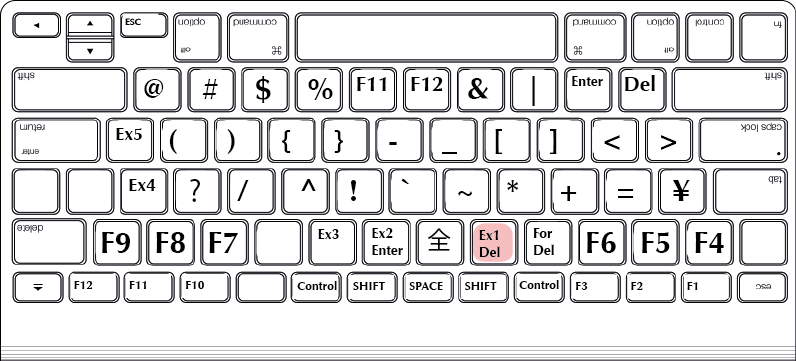 ◄ ▲ ESC option command command option control fn
▼ alt ⌘ ⌘ alt
shift @ # $ % F11 F12 & | Enter Del shift
return enter Ex5 ( ) { } - _ [ ] < > caps lock
Ex4 ? / ^ ! ` ~ * + = ¥ tab
delete F9 F8 F7 Ex3 Ex2 全 Ex1 For F6 F5 F4
Enter Del Del
F12 F11 F10 Control SHIFT SPACE SHIFT Control F3 F2 F1 esc